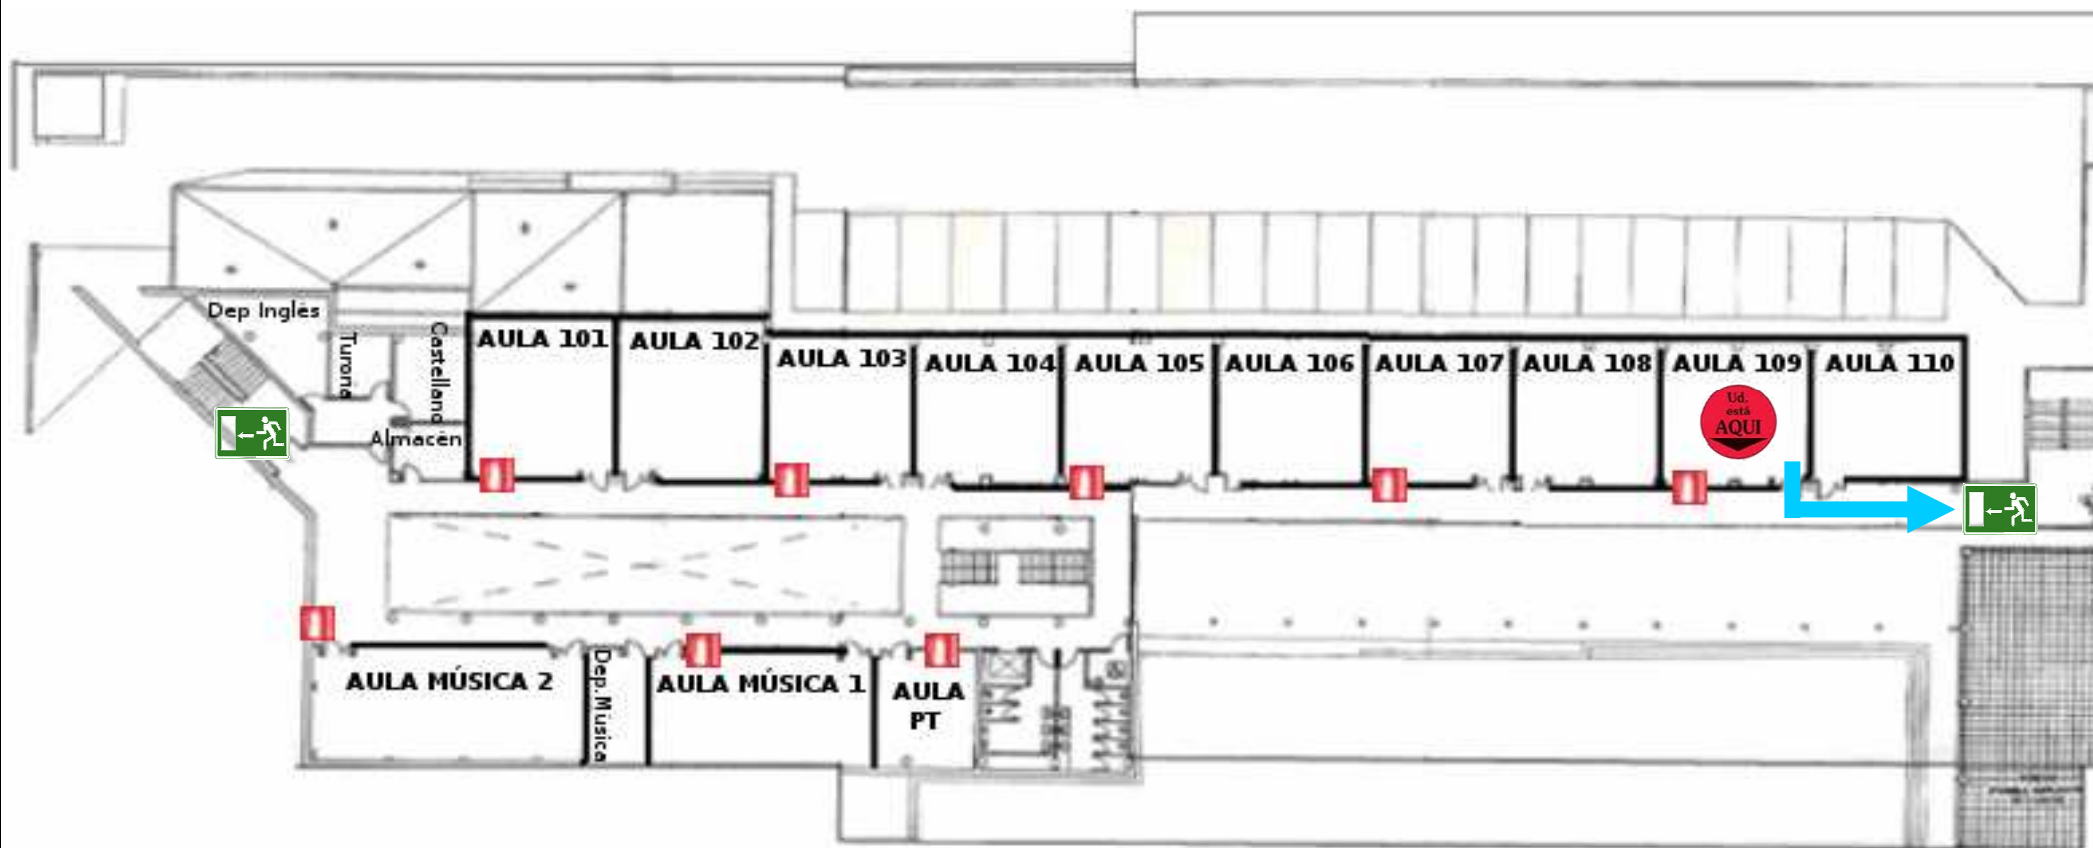 Dep Inglés
Turona
Castellano
Almacén
AULA 101
AULA 102
AULA 103
AULA 104
AULA 105
AULA 106
AULA 107
AULA 108
AULA 109
AULA 110
Ud.
está
AQUI
AULA MÚSICA 2
Dep.Música
AULA MÚSICA 1
AULA
PT